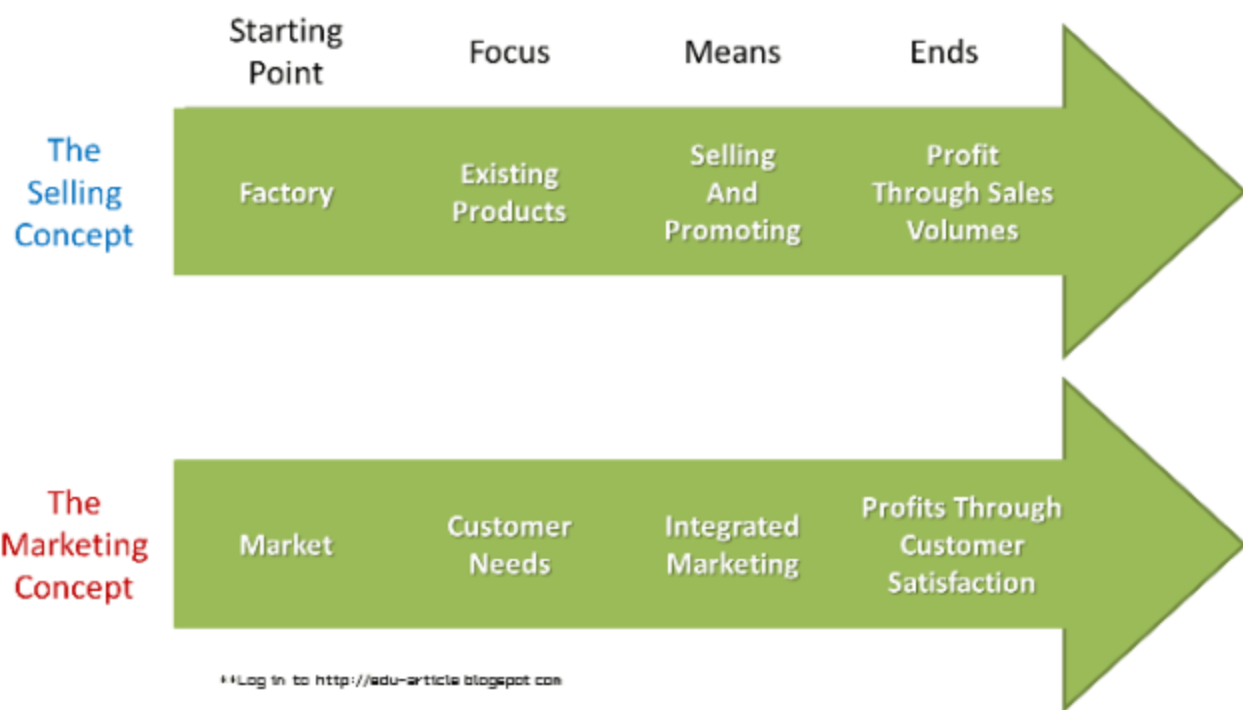 Starting
Point
Focus
Means
Ends
The
Selling
Concept
Factory
Existing
Products
Selling
And
Promoting
Profit
Through Sales
Volumes
The
Marketing
Concept
Market
Customer
Needs
Integrated
Marketing
Profits Through
Customer
Satisfaction
++Log in to http://edu-article.blogspot.com